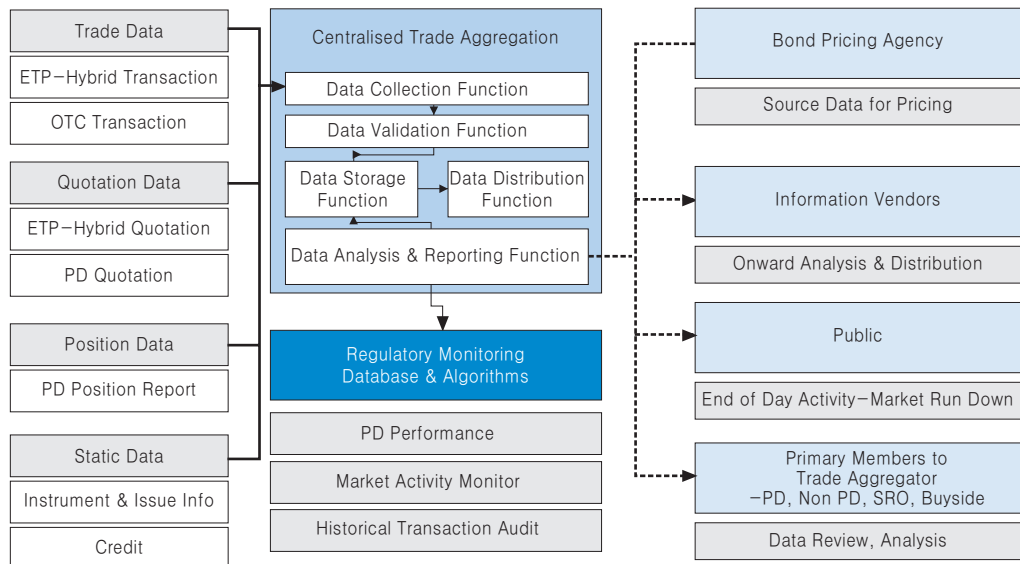 Trade Data
ETP-Hybrid Transaction
OTC Transaction
Quotation Data
ETP-Hybrid Quotation
PD Quotation
Position Data
PD Position Report
Static Data
Instrument & Issue Info
Credit
Centralised Trade Aggregation
Data Collection Function
Data Validation Function
Data Storage
Function
Data Distribution
Function
Data Analysis & Reporting Function
Regulatory Monitoring
Database & Algorithms
PD Performance
Market Activity Monitor
Historical Transaction Audit
Bond Pricing Agency
Source Data for Pricing
Information Vendors
Onward Analysis & Distribution
Public
End of Day Activity-Market Run Down
Primary Members to
Trade Aggregator
-PD, Non PD, SRO, Buyside
Data Review, Analysis